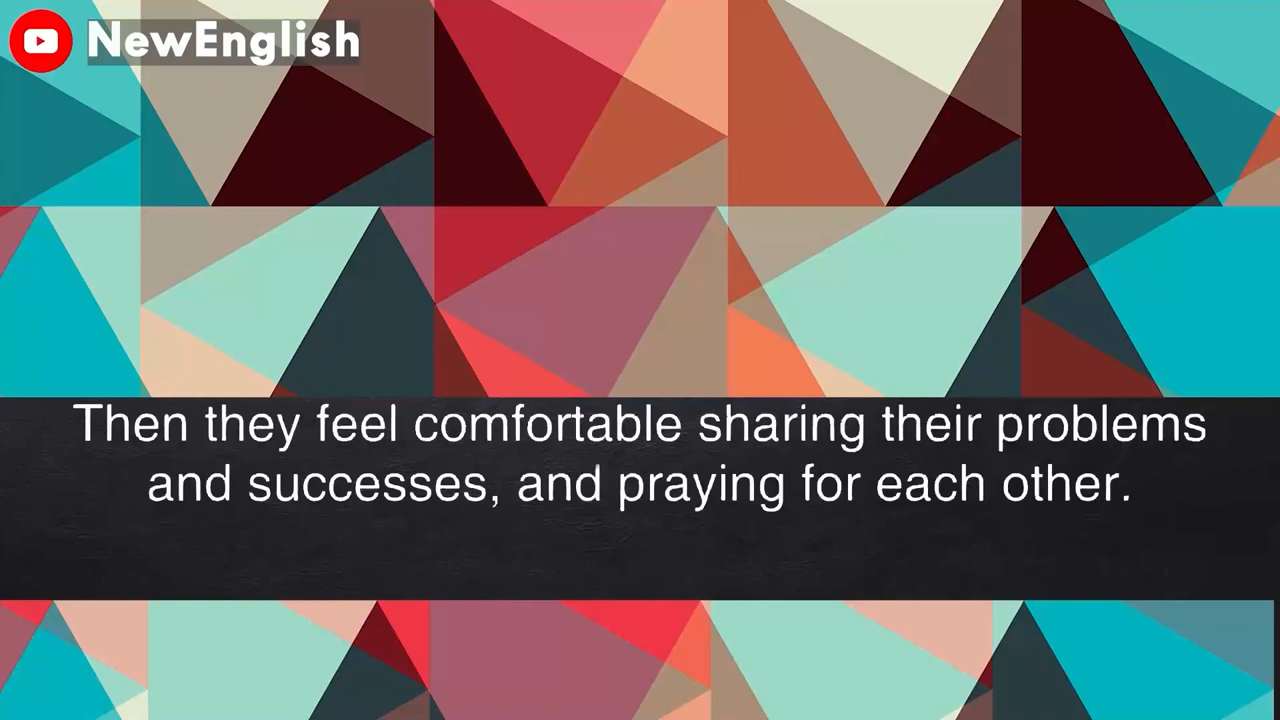 NewEnglish
Then they feel comfortable sharing their problems
and successes, and praying for each other.